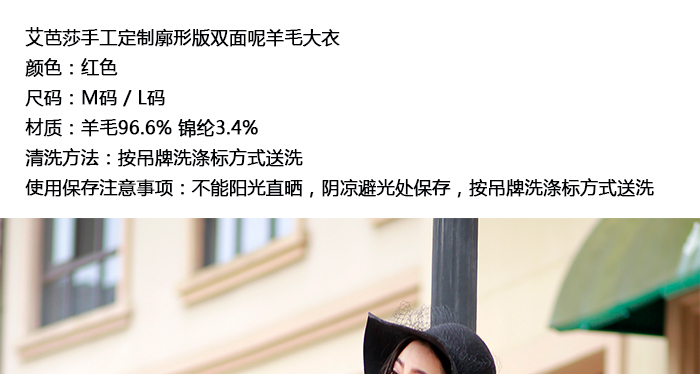 艾芭莎手工定制廓形版双面呢羊毛大衣
颜色：红色
尺码：M码 / L码
材质：羊毛96.6% 锦纶3.4%
清洗方法：按吊牌洗涤标方式送洗
使用保存注意事项：不能阳光直晒，阴凉避光处保存，按吊牌洗涤标方式送洗